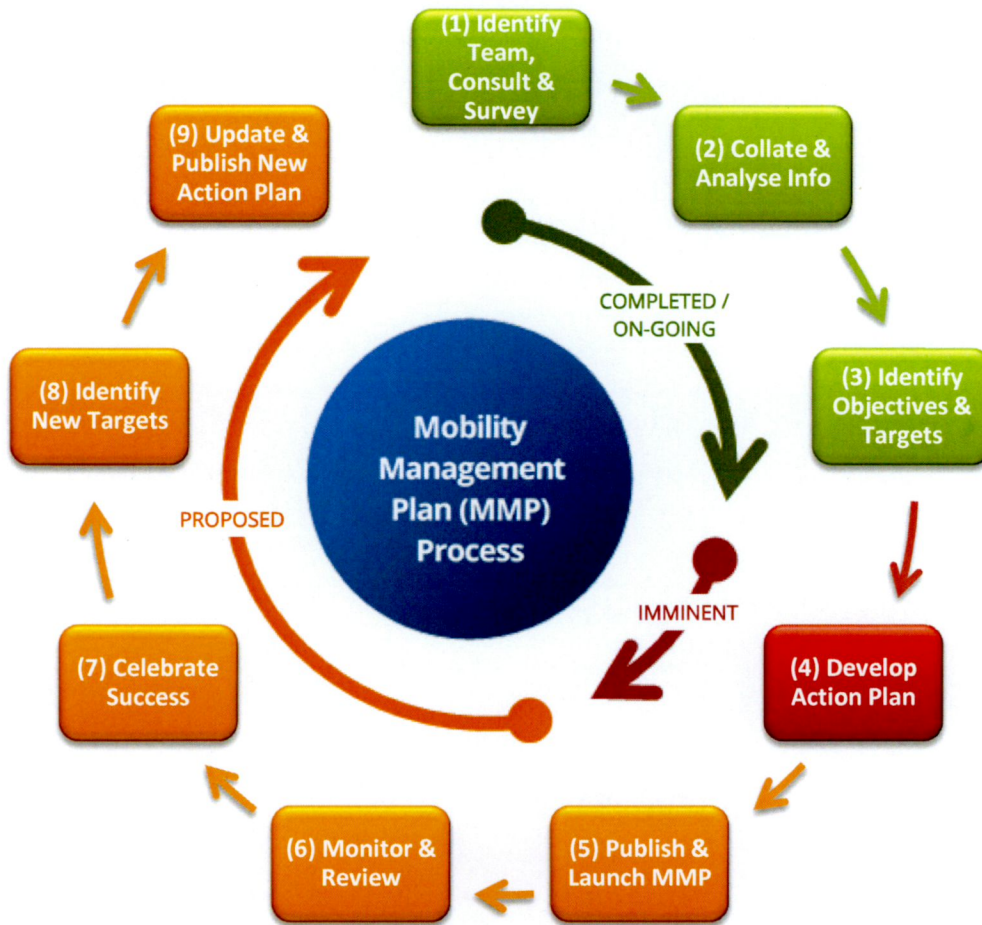 (1) Identify
Team,
Consult &
Survey
(2) Collate &
Analyse Info
(3) Identify
Objectives &
Targets
(4) Develop
Action Plan
(5) Publish &
Launch MMP
(6) Monitor &
Review
(7) Celebrate
Success
(8) Identify
New Targets
(9) Update &
Publish New
Action Plan
COMPLETED /
ON-GOING
IMMINENT
PROPOSED
Mobility
Management
Plan (MMP)
Process